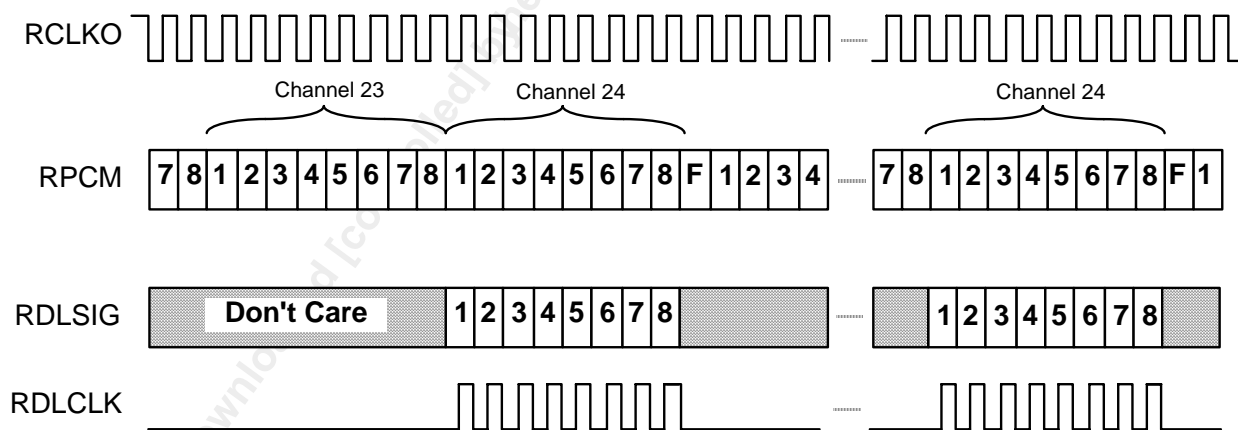 RCLKO
Channel 23 Channel 24 Channel 24
RPCM 7 8 1 2 3 4 5 6 7 8 1 2 3 4 5 6 7 8 F 1 2 3 4 7 8 1 2 3 4 5 6 7 8 F 1
RDLSIG Don't Care 1 2 3 4 5 6 7 8 1 2 3 4 5 6 7 8
RDLCLK